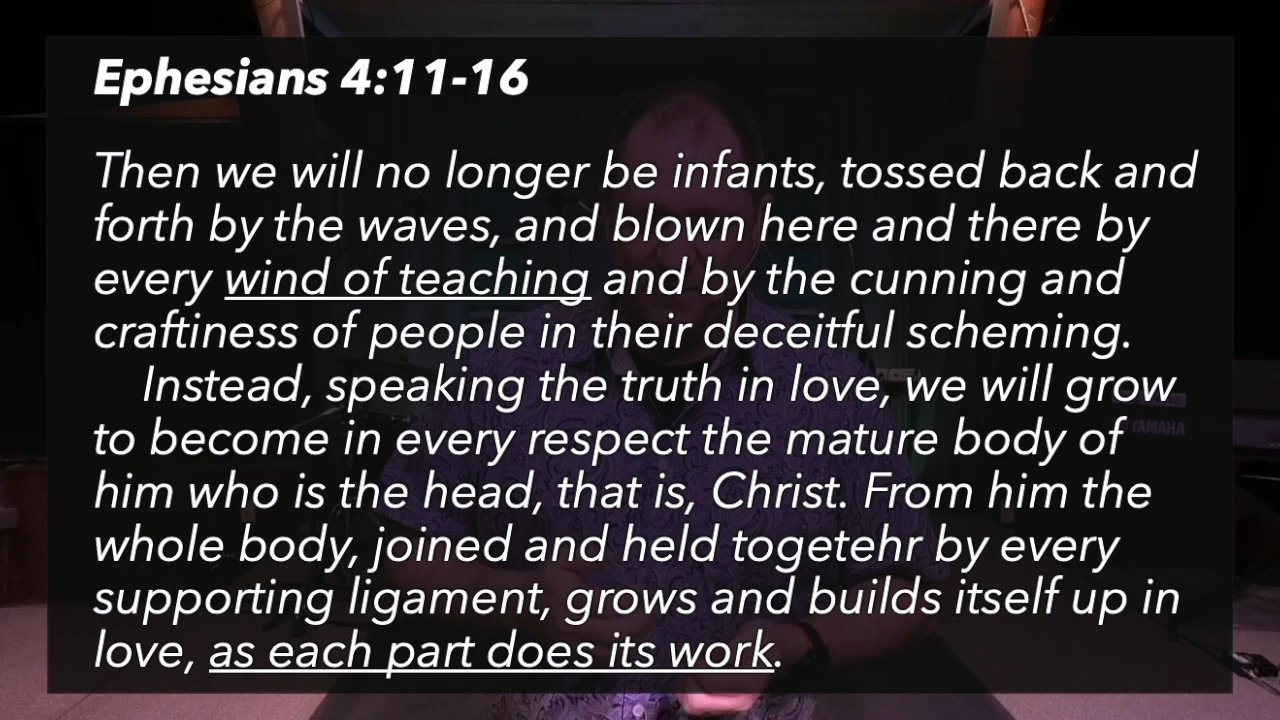 Ephesians 4:11-16
Then we will no longer be infants, tossed back and
forth by the waves, and blown here and there by
every wind of teaching and by the cunning and
craftiness of people in their deceitful scheming.
Instead, speaking the truth in love, we will grow
to become in every respect the mature body of
him who is the head, that is, Christ. From him the
whole body, joined and held togetehr by every
supporting ligament, grows and builds itself up in
love, as each part does its work.
YAMAHA